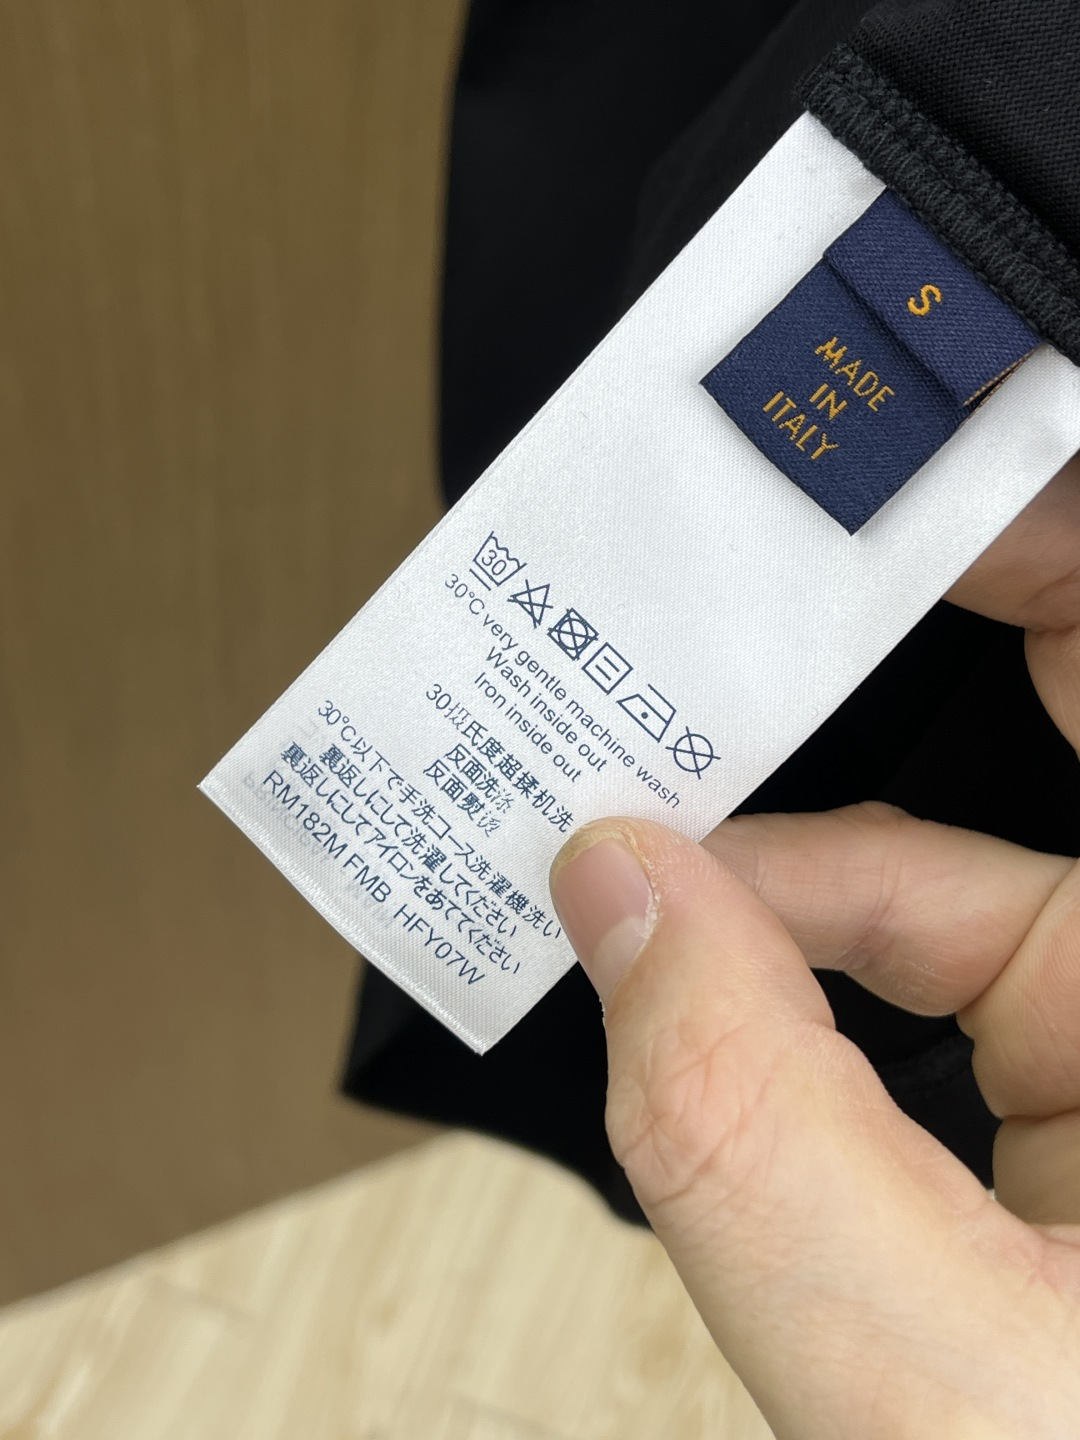 S
MADE
IN
ITALY
30
30°C very gentle machine wash
Wash inside out
Iron inside out
30摄氏度超揉机洗
反面洗涤
反面熨烫
30℃以下で手洗コース洗濯機洗い
裏返しにして洗濯してください
裏返しにしてアイロンをあててください
RM182M FMB HFY07W